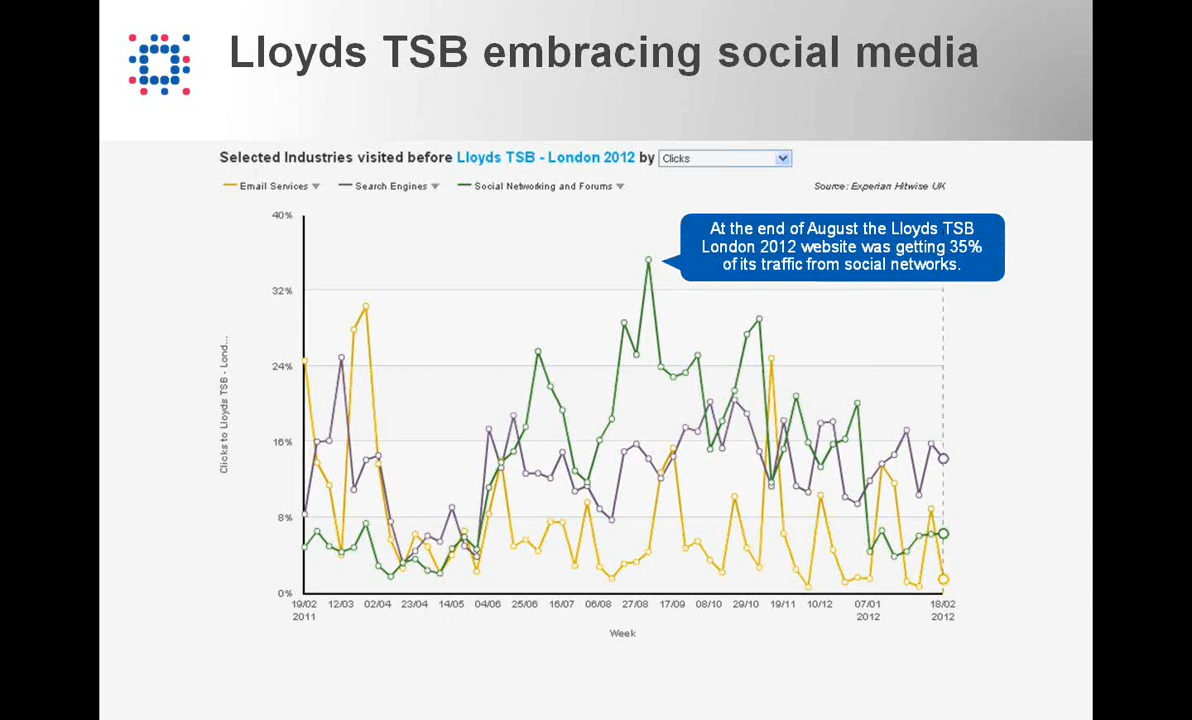 Lloyds TSB embracing social media
Selected Industries visited before Lloyds TSB - London 2012 by Clicks
Email Services Search Engines Social Networking and Forums Source: Experian Hitwise UK
At the end of August the Lloyds TSB
London 2012 website was getting 35%
of its traffic from social networks.
40%
32%
24%
16%
8%
0%
Clicks to Lloyds TSB - Lond...
19/02 12/03 02/04 23/04 14/05 04/06 25/06 16/07 06/08 27/08 17/09 08/10 29/10 19/11 10/12 07/01 18/02
2011 2012 2012
Week